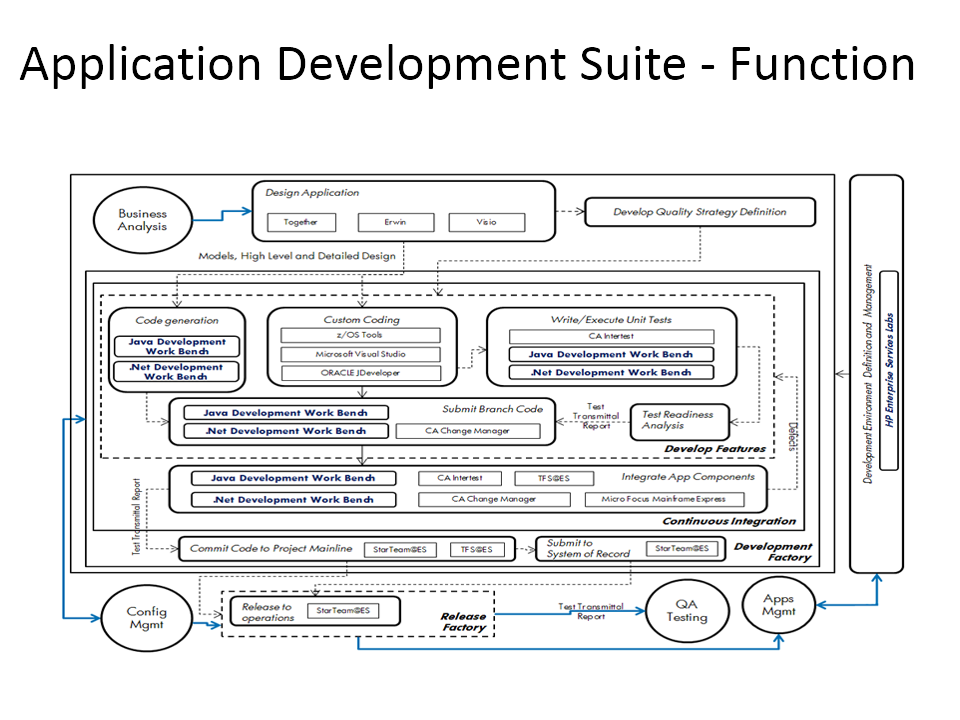 Application Development Suite - Function
Business
Analysis
Design Application
Together
Erwin
Visio
Develop Quality Strategy Definition
Models, High Level and Detailed Design
Code generation
Java Development
Work Bench
.Net Development
Work Bench
Custom Coding
z/OS Tools
Microsoft Visual Studio
ORACLE JDeveloper
Write/Execute Unit Tests
CA Intertest
Java Development Work Bench
.Net Development Work Bench
Submit Branch Code
Java Development Work Bench
.Net Development Work Bench
CA Change Manager
Test
Transmittal
Report
Test Readiness
Analysis
Develop Features
Defects
Java Development Work Bench
CA Intertest
TFS@ES
Integrate App Components
.Net Development Work Bench
CA Change Manager
Micro Focus Mainframe Express
Continuous Integration
Test Transmittal Report
Commit Code to Project Mainline
StarTeam@ES
TFS@ES
Submit to
System of Record
StarTeam@ES
Development
Factory
Development Environment Definition and Management
HP Enterprise Services Labs
Config
Mgmt
Release to
operations
StarTeam@ES
Release
Factory
Test Transmittal
Report
QA
Testing
Apps
Mgmt